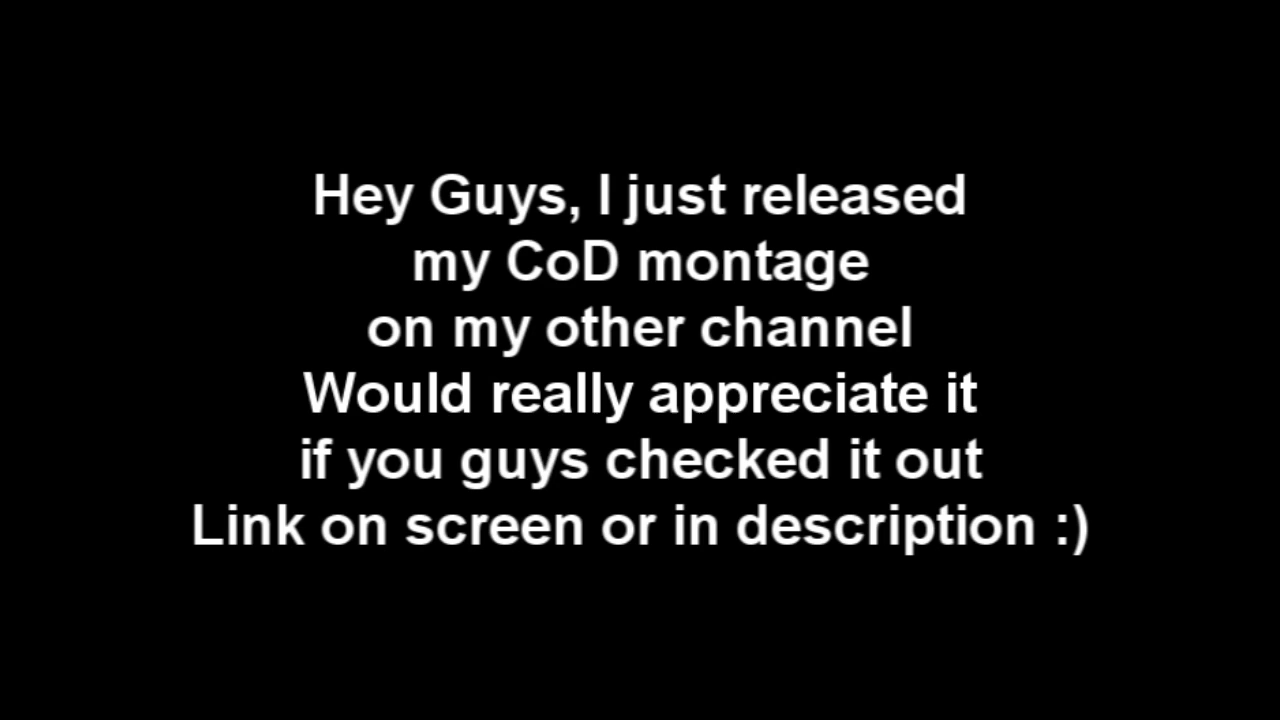 Hey Guys, I just released
my CoD montage
on my other channel
Would really appreciate it
if you guys checked it out
Link on screen or in description :)